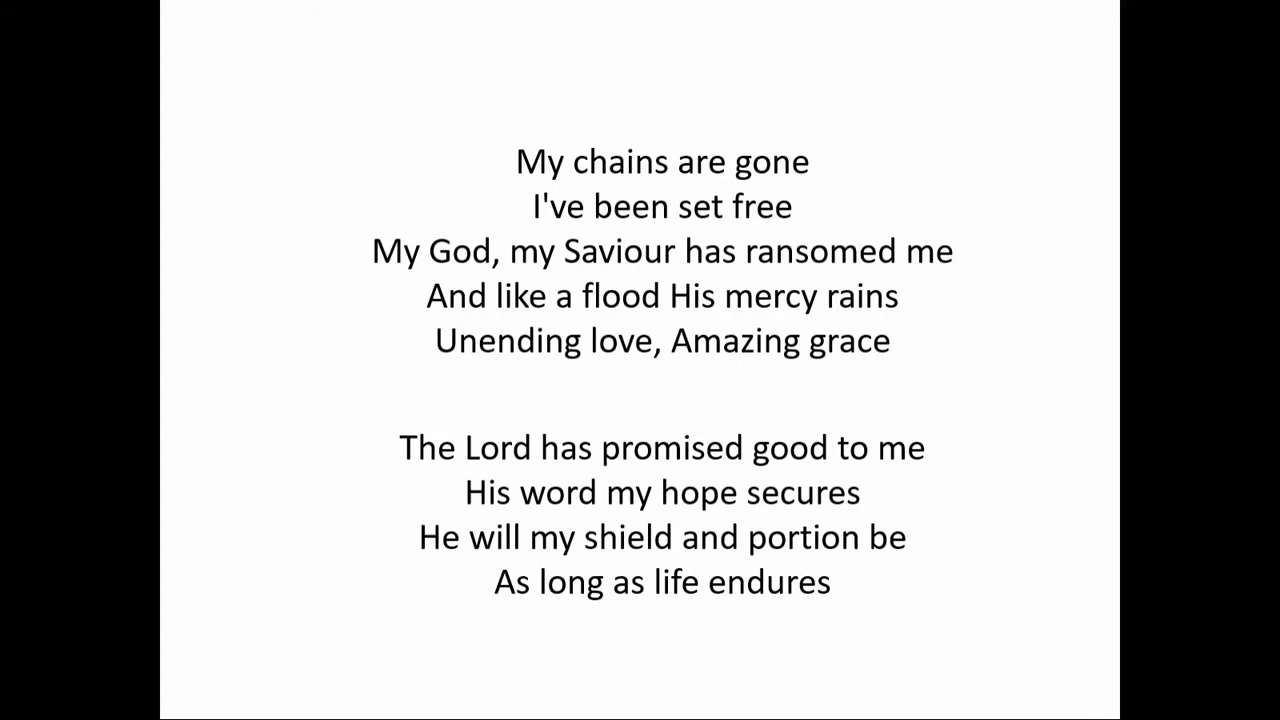 My chains are gone
I've been set free
My God, my Saviour has ransomed me
And like a flood His mercy rains
Unending love, Amazing grace
The Lord has promised good to me
His word my hope secures
He will my shield and portion be
As long as life endures